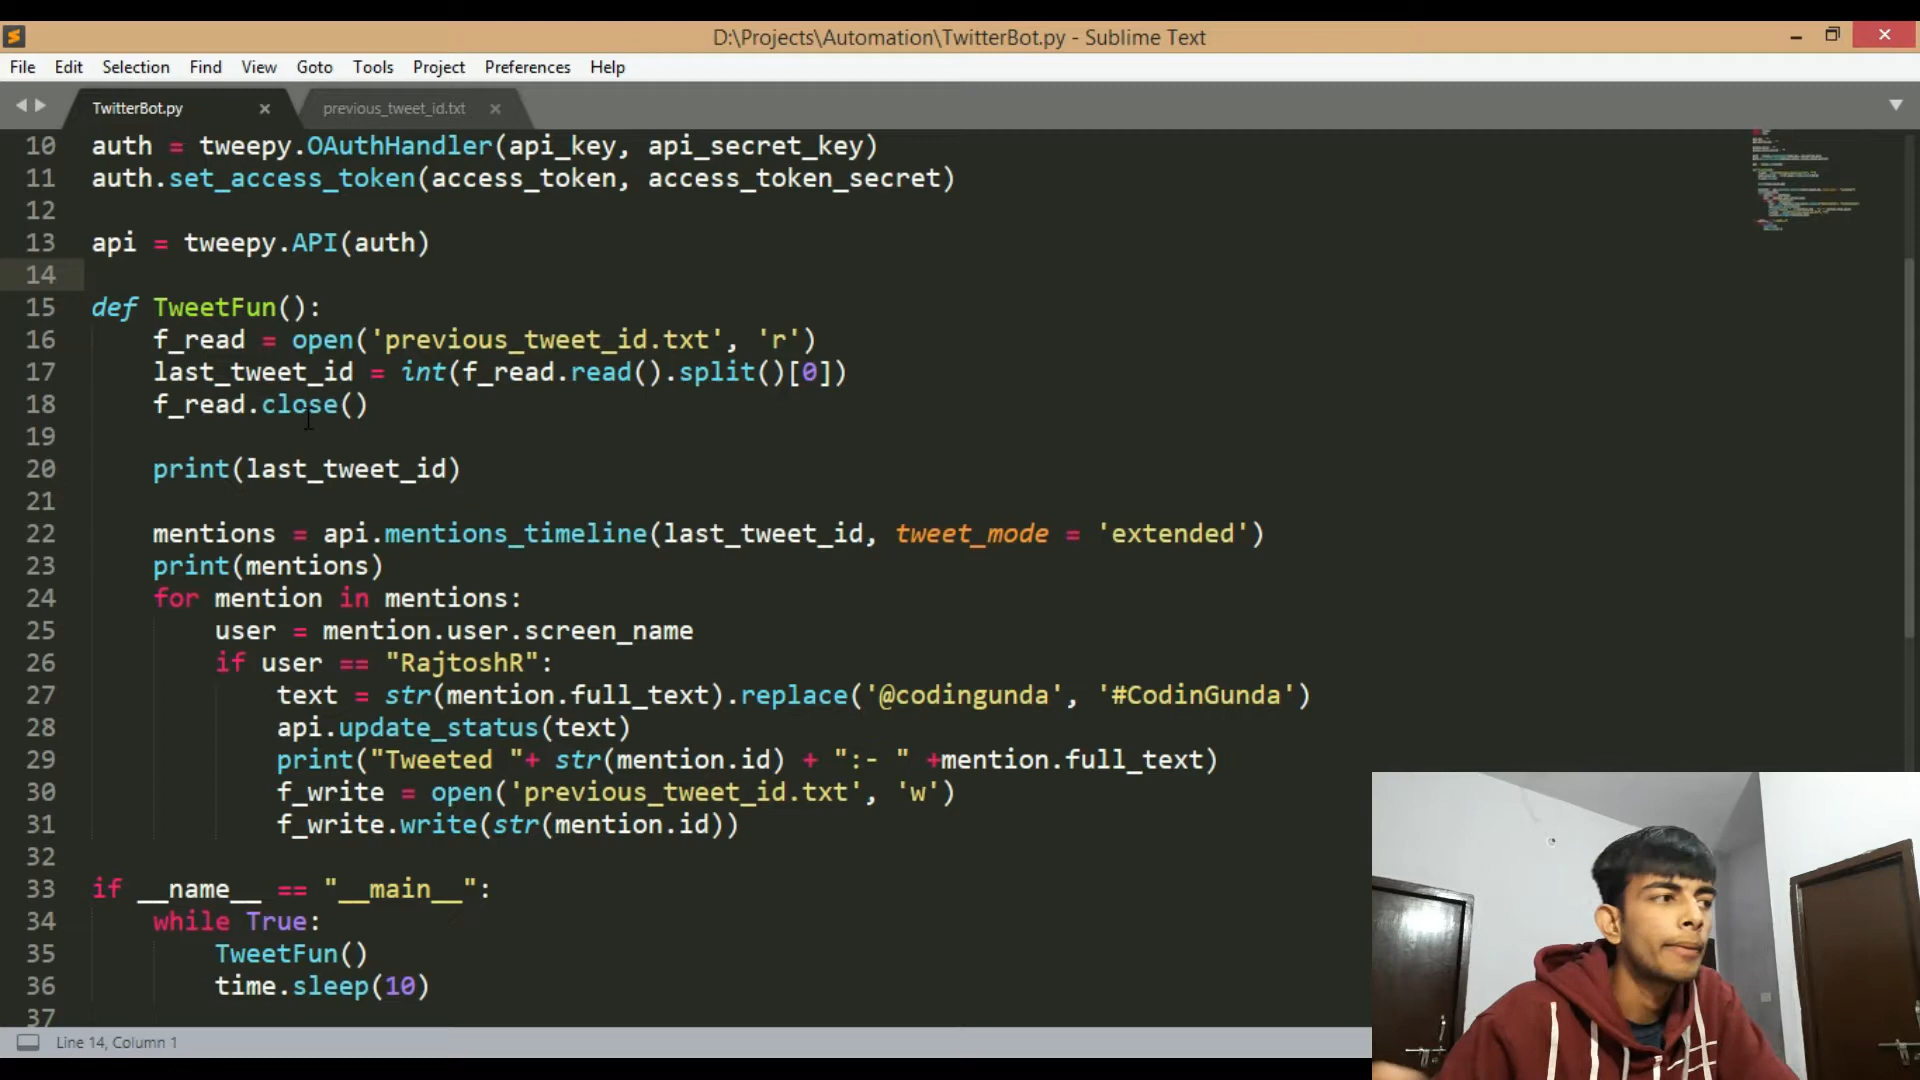 D:\Projects\Automation\TwitterBot.py - Sublime Text
File Edit Selection Find View Goto Tools Project Preferences Help
TwitterBot.py previous_tweet_id.txt
10 auth = tweepy.OAuthHandler(api_key, api_secret_key)
11 auth.set_access_token(access_token, access_token_secret)
12
13 api = tweepy.API(auth)
14
15 def TweetFun():
16 f_read = open('previous_tweet_id.txt', 'r')
17 last_tweet_id = int(f_read.read().split()[0])
18 f_read.close()
19
20 print(last_tweet_id)
21
22 mentions = api.mentions_timeline(last_tweet_id, tweet_mode = 'extended')
23 print(mentions)
24 for mention in mentions:
25 user = mention.user.screen_name
26 if user == "RajtoshR":
27 text = str(mention.full_text).replace('@codingunda', '#CodinGunda')
28 api.update_status(text)
29 print("Tweeted "+ str(mention.id) + ":- " +mention.full_text)
30 f_write = open('previous_tweet_id.txt', 'w')
31 f_write.write(str(mention.id))
32
33 if __name__ == "__main__":
34 while True:
35 TweetFun()
36 time.sleep(10)
37
Line 14, Column 1